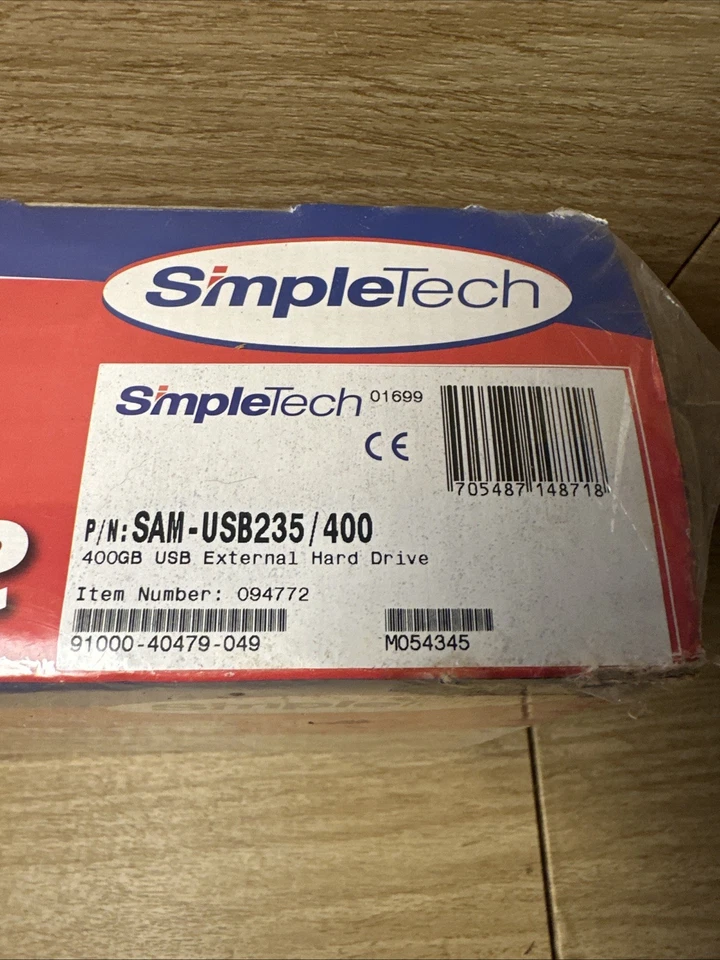 SimpleTech
SimpleTech 01699
CE
705487 148718
P/N: SAM-USB235/400
400GB USB External Hard Drive
Item Number: 094772
91000-40479-049
M054345